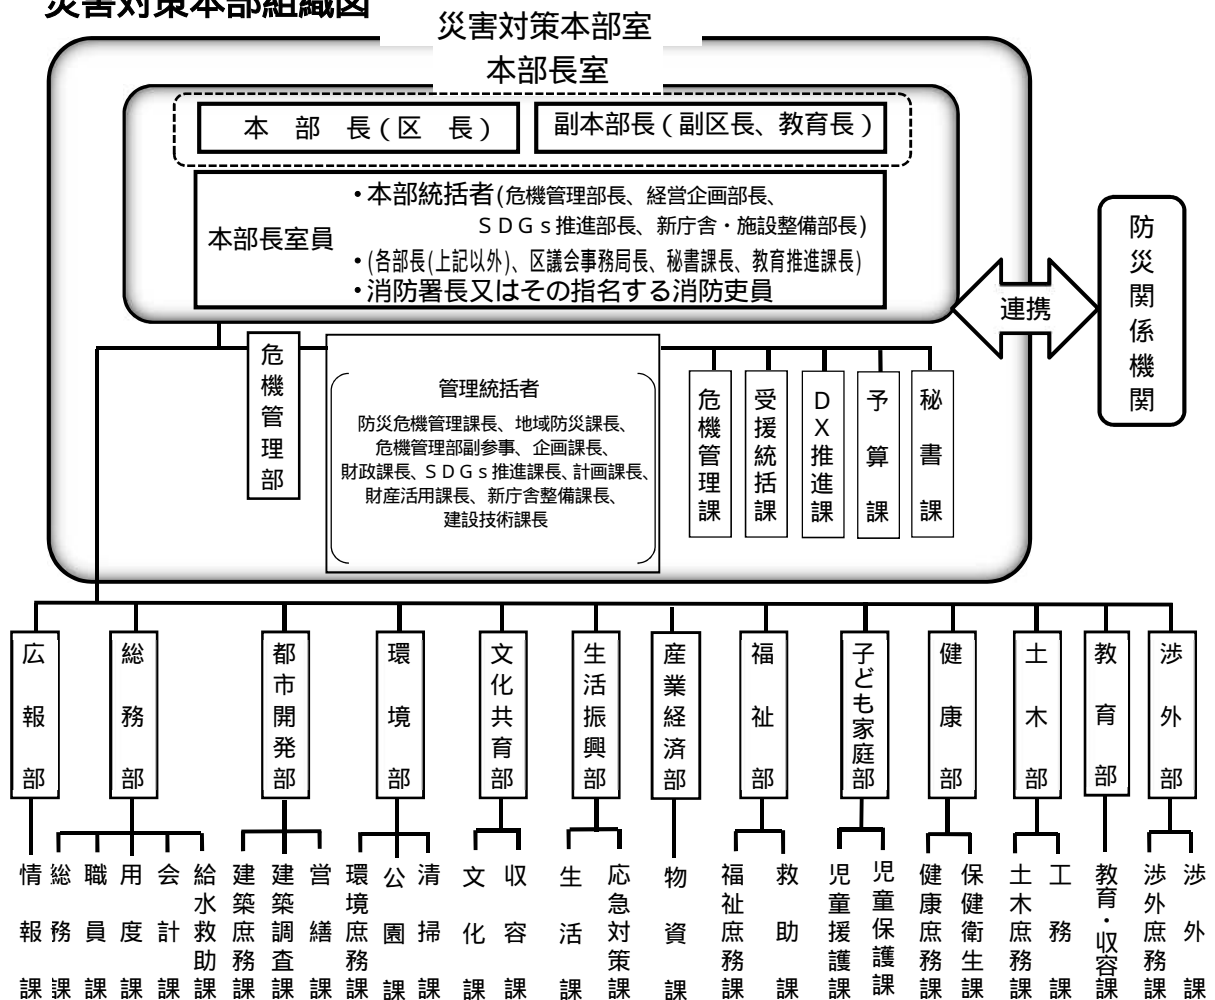 災害対策本部組織図
災害対策本部室
本部長室
本　部　長(区　長)
副本部長(副区長、教育長)
本部長室員
・本部統括者(危機管理部長、経営企画部長、
ＳＤＧｓ推進部長、新庁舎・施設整備部長)
・(各部長(上記以外)、区議会事務局長、秘書課長、教育推進課長)
・消防署長又はその指名する消防吏員
連携
防災関係機関
危機管理部
管理統括者
防災危機管理課長、地域防災課長、
危機管理部副参事、企画課長、
財政課長、ＳＤＧｓ推進課長、計画課長、
財産活用課長、新庁舎整備課長、
建設技術課長
危機管理課
受援統括課
DX推進課
予算課
秘書課
広報部
総務部
都市開発部
環境部
文化共育部
生活振興部
産業経済部
福祉部
子ども家庭部
健康部
土木部
教育部
渉外部
情報課
総務課
職員課
用度課
会計課
給水救助課
建築庶務課
建築調査課
営繕課
環境庶務課
公園課
清掃課
文化課
収容課
生活課
応急対策課
物資課
福祉庶務課
救助課
児童援護課
児童保護課
健康庶務課
保健衛生課
土木庶務課
工務課
教育・収容課
渉外庶務課
渉外課